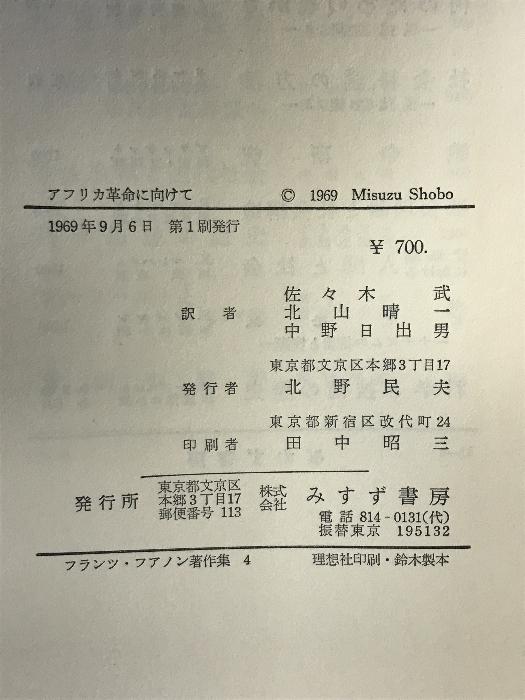 アフリカ革命に向けて © 1969 Misuzu Shobo
1969年9月6日 第1刷発行
¥ 700.
訳者
佐々木 武
北山晴一
中野日出男
東京都文京区本郷3丁目17
発行者 北野民夫
東京都新宿区改代町24
印刷者 田中昭三
発行所
東京都文京区
本郷3丁目17
郵便番号 113
株式
会社
みすず書房
電話 814-0131(代)
振替東京 195132
フランツ・ファノン著作集 4 理想社印刷・鈴木製本